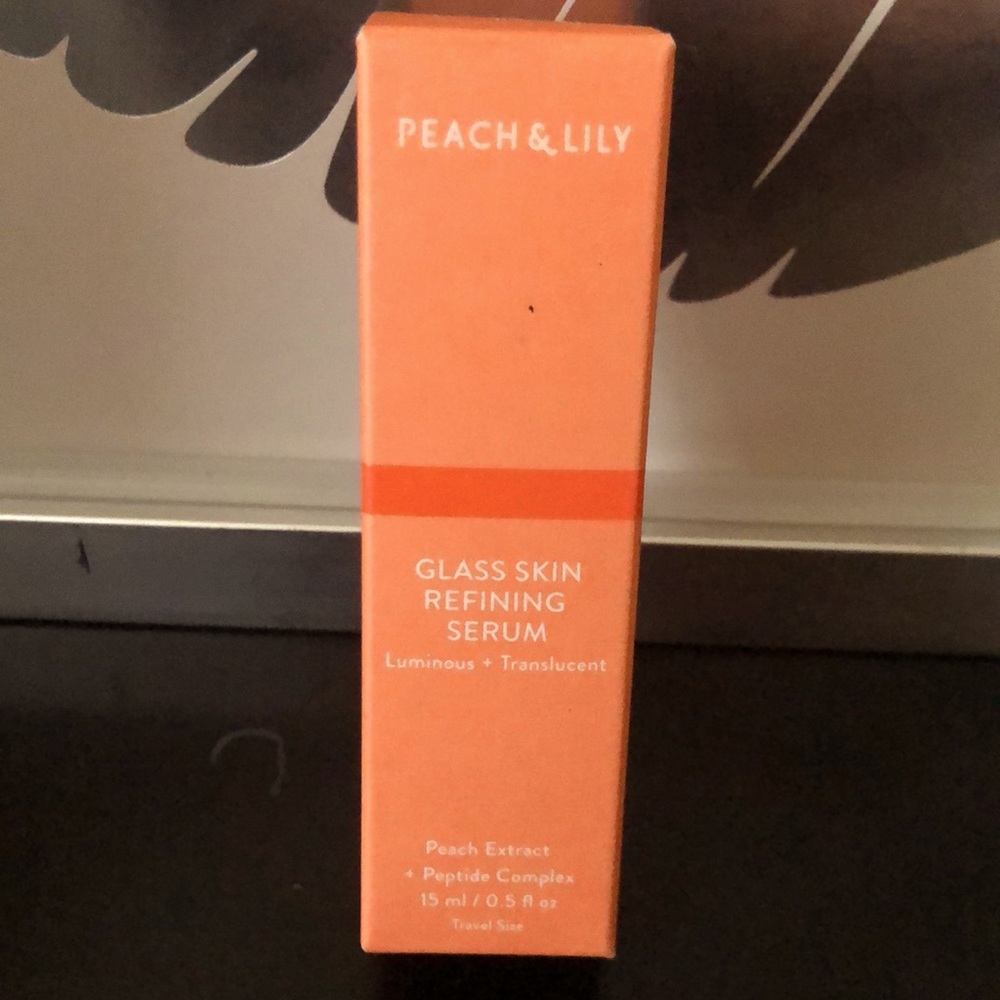 PEACH & LILY
GLASS SKIN
REFINING
SERUM
Luminous + Translucent
Peach Extract
+ Peptide Complex
15 ml / 0.5 fl oz
Travel Size